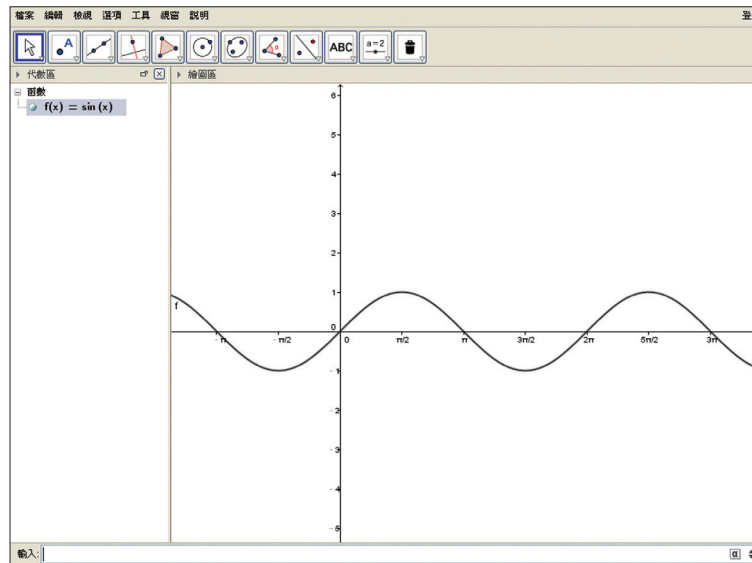 檔案 編輯 檢視 選項 工具 視窗 說明 登
A α ABC a=2
代數區
繪圖區
函數
f(x) = sin (x)
6
5
4
3
2
1
0
f
-π -π/2 0 π/2 π 3π/2 2π 5π/2 3π
-1
-2
-3
-4
-5
輸入:
α